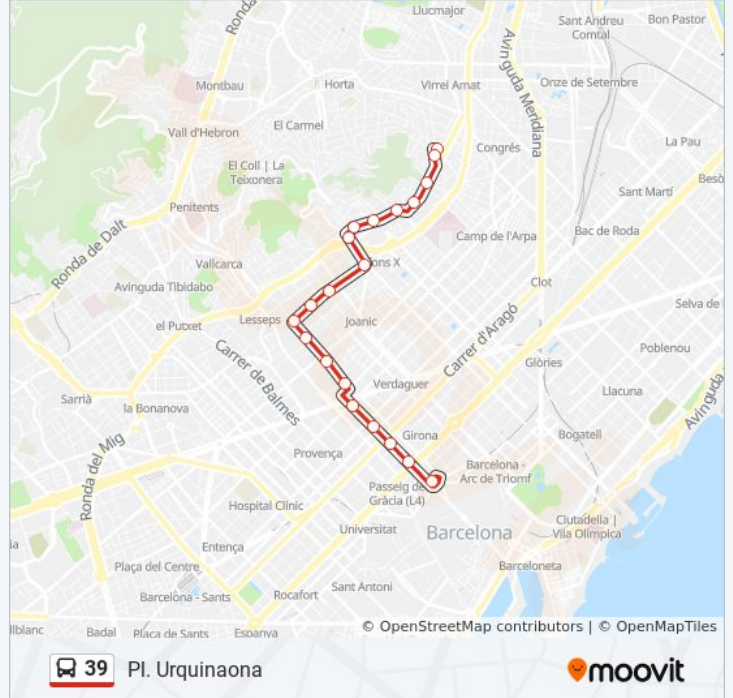 Llucmajor
Sant Andreu
Comtal
Bon Pastor
Ronda
Avinguda Meridiana
Montbau
Horta
Virrei Amat
Onze de Setembre
El Carmel
Vall d'Hebron
Congrés
La Pau
El Coll | La
Teixonera
Besò
Sant Martí
Penitents
Ronda de Dalt
Camp de l'Arpa
Bac de Roda
Vallcarca
fons X
Avinguda Tibidabo
Clot
Selva de
Lesseps
Joanic
el Putxet
Carrer d'Aragó
Poblenou
Carrer de Balmes
Glòries
Verdaguer
Llacuna
Avinguda
Sarrià
la Bonanova
Ronda del Mig
Girona
Bogatell
Provença
Barcelona -
Arc de Triomf
Passeig de
Gràcia (L4)
Hospital Clínic
Universitat
Barcelona
Ciutadella |
Vila Olímpica
la
Entença
Plaça del Centre
Barceloneta
Sant Antoni
Barcelona - Sants
Rocafort
llblanc
Badal
Plaça de Sants
Espanya
© OpenStreetMap contributors | © OpenMapTiles
39 Pl. Urquinaona
moovit